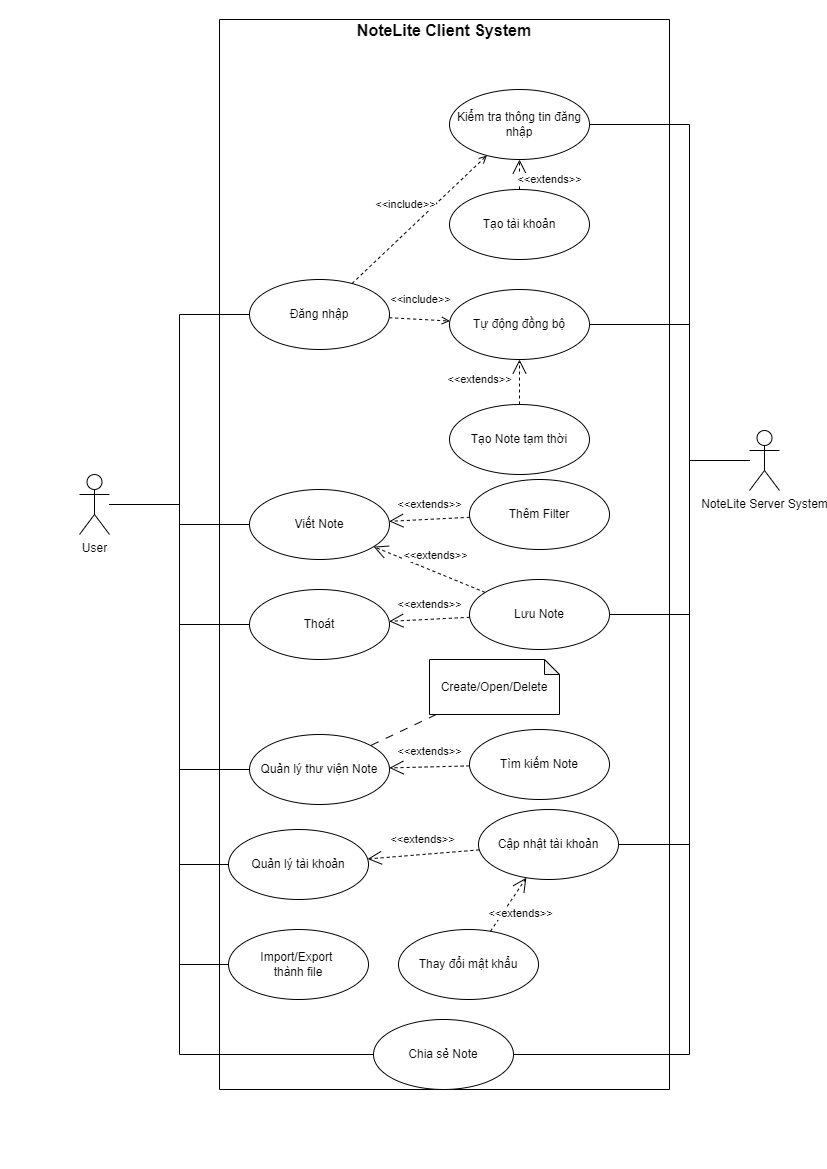 NoteLite Client System
Kiểm tra thông tin đăng
nhập
<<extends>>
<<include>>
Tạo tài khoản
<<include>>
Đăng nhập
Tự động đồng bộ
<<extends>>
Tạo Note tạm thời
NoteLite Server System
User
<<extends>>
Viết Note
Thêm Filter
<<extends>>
<<extends>>
Thoát
Lưu Note
Create/Open/Delete
<<extends>>
Quản lý thư viện Note
Tìm kiếm Note
<<extends>>
Cập nhật tài khoản
Quản lý tài khoản
<<extends>>
Import/Export
thành file
Thay đổi mật khẩu
Chia sẻ Note